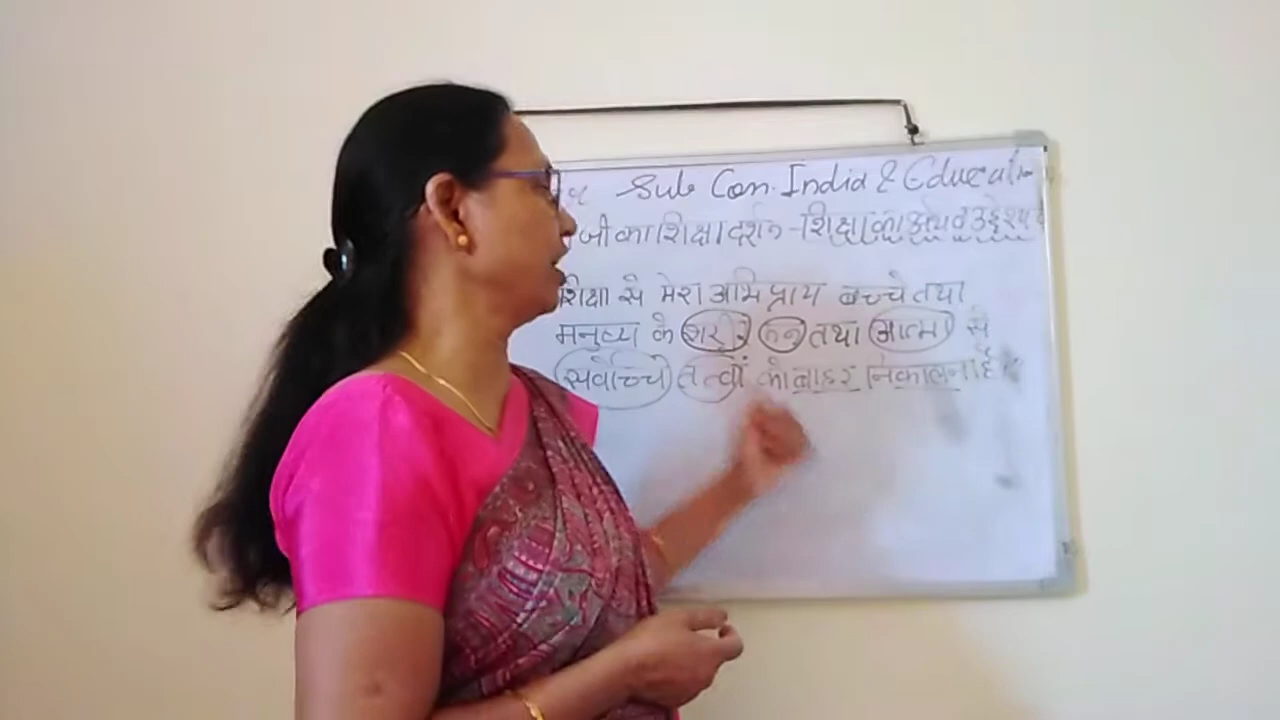 Sub Con. India & Education
जी का शिक्षा दर्शन - शिक्षा का अर्थ व उद्देश्य
शिक्षा से मेरा अभिप्राय बच्चे तथा
मनुष्य के शरीर तथा आत्मा से
सर्वोच्च तत्वों को बाहर निकालना है